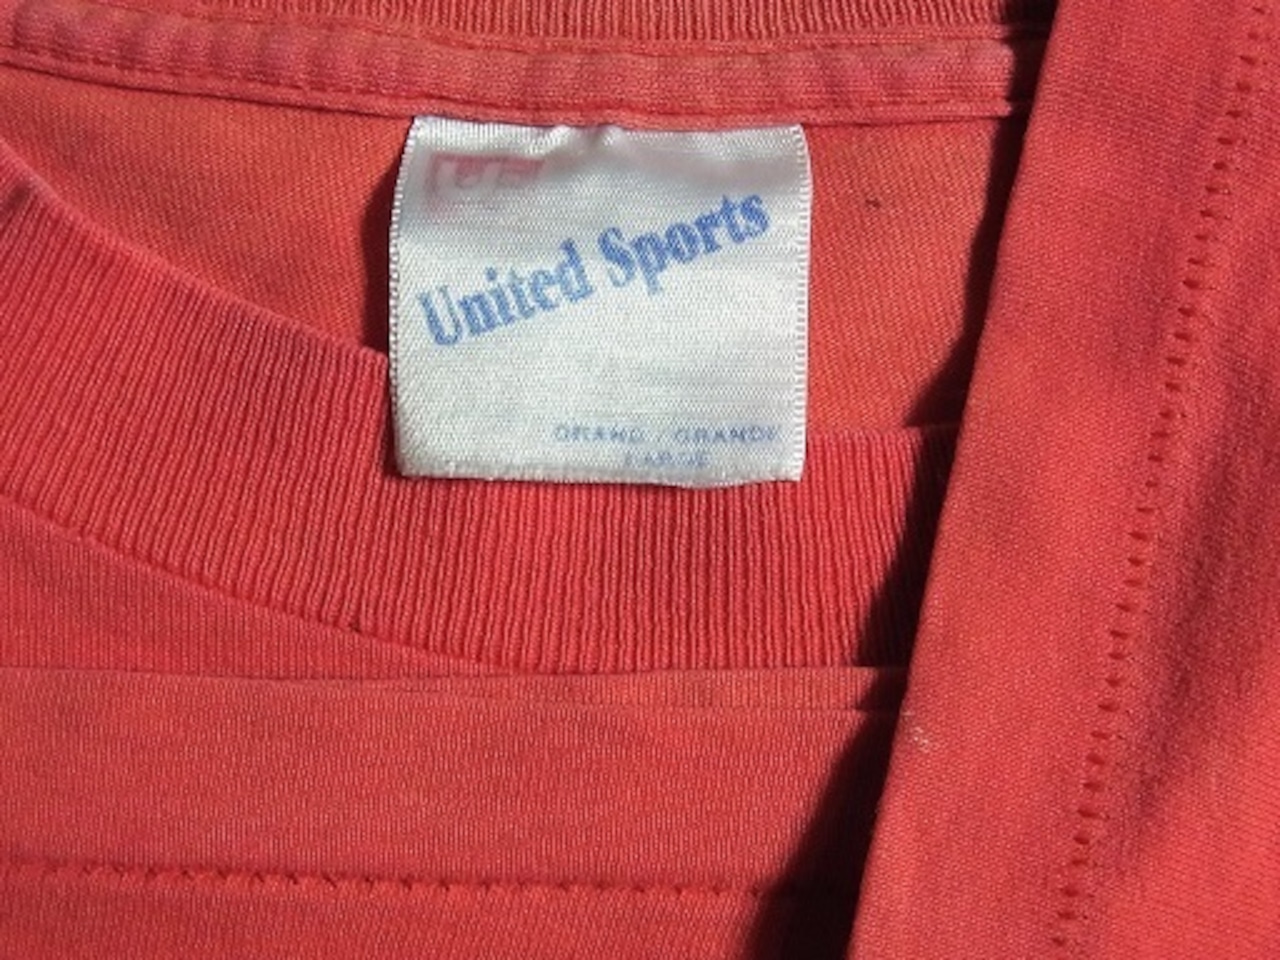 United Sports
GRAND / GRANDE
LARGE